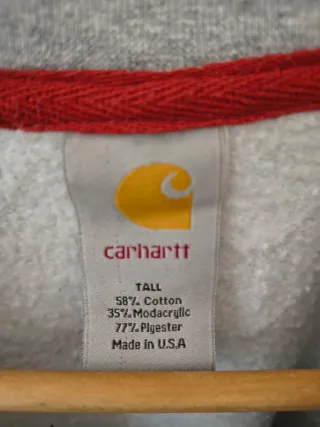 carhartt
TALL
58% Cotton
35% Modacrylic
77% Plyester
Made in U.S.A